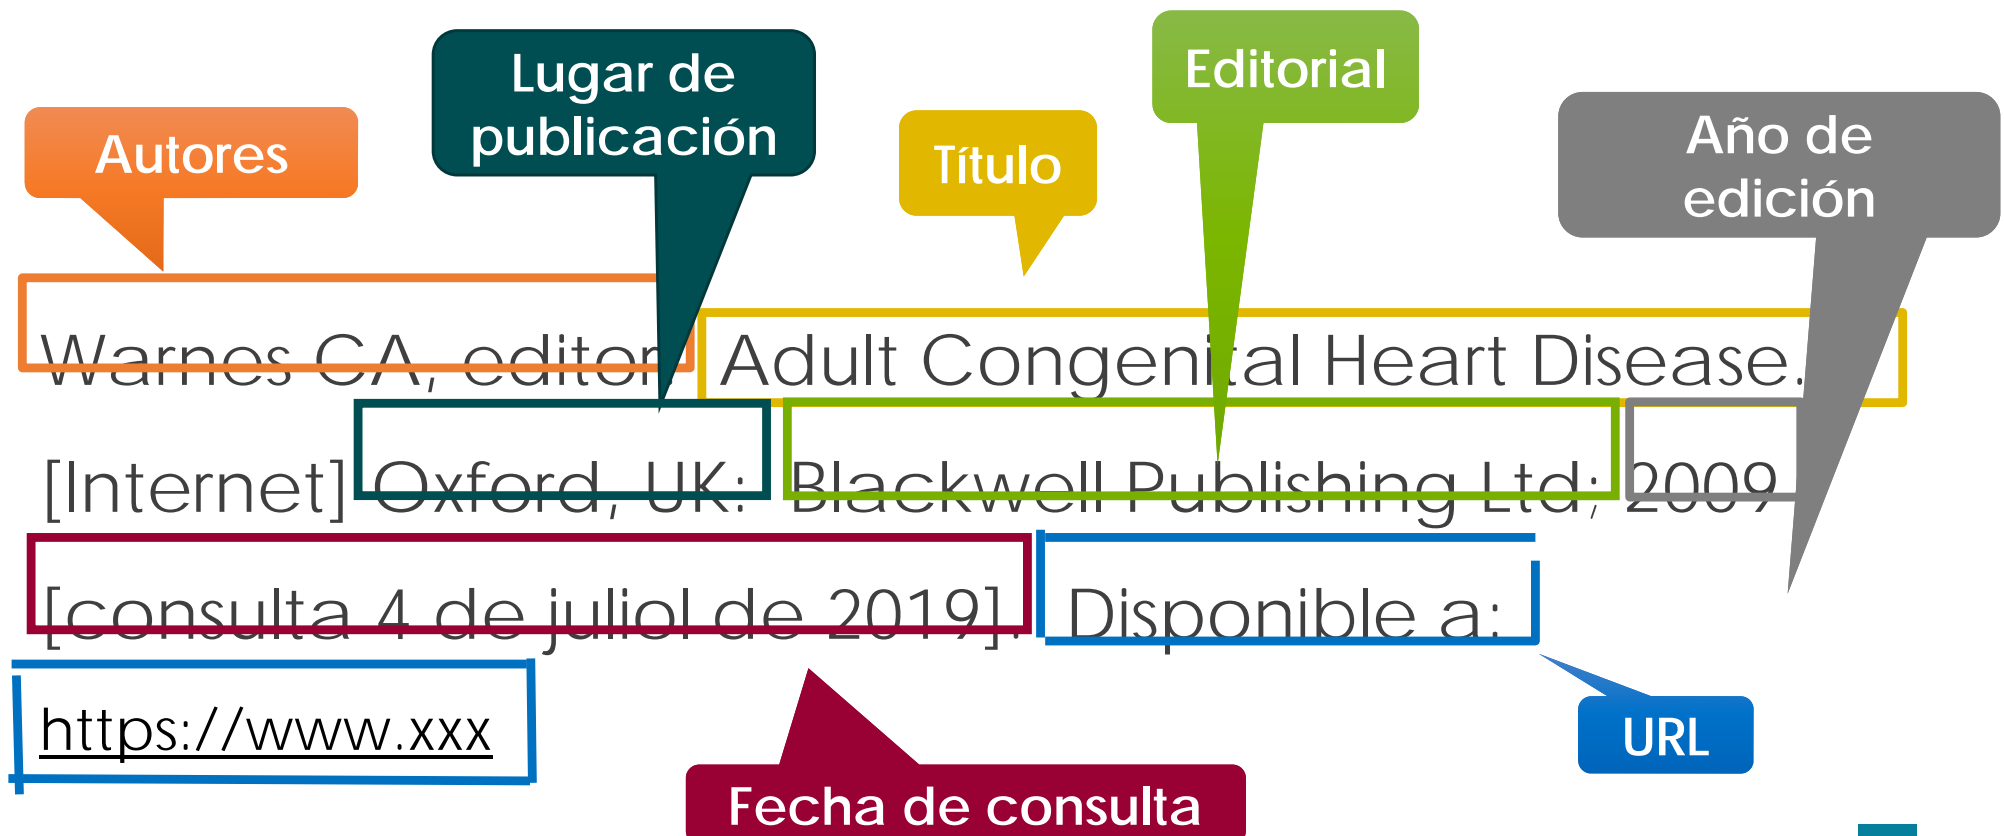 Lugar de
publicación
Editorial
Autores
Título
Año de
edición
Warnes CA, editor. Adult Congenital Heart Disease.
[Internet] Oxford, UK: Blackwell Publishing Ltd; 2009
[consulta 4 de juliol de 2019]. Disponible a:
https://www.xxx
URL
Fecha de consulta